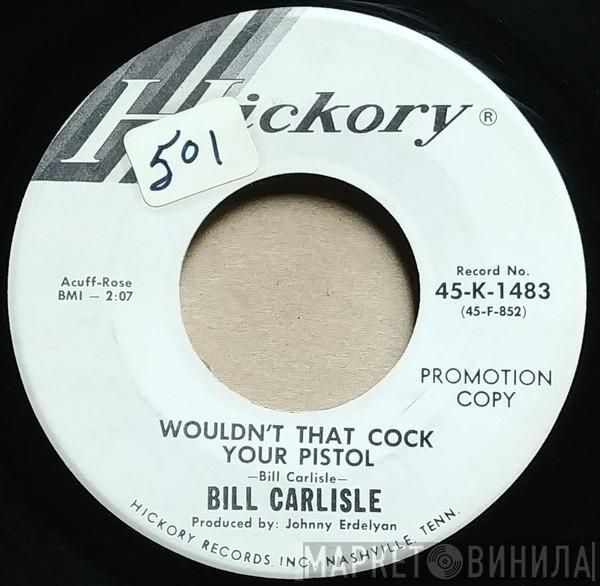 Hickory ®
501
Acuff-Rose
BMI — 2:07
Record No.
45-K-1483
(45-F-852)
PROMOTION
COPY
WOULDN'T THAT COCK
YOUR PISTOL
—Bill Carlisle—
BILL CARLISLE
Produced by: Johnny Erdelyan
HICKORY RECORDS, INC., NASHVILLE, TENN.
МАРКЕТ ВИНИЛА